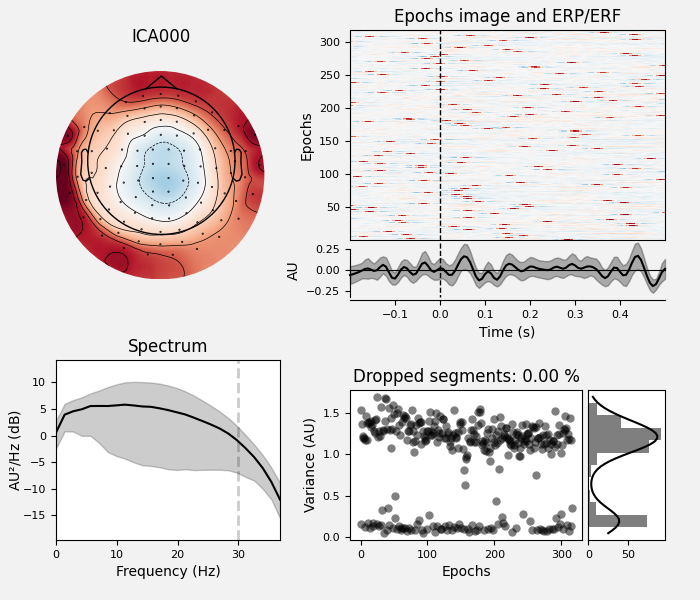 ICA000
Epochs image and ERP/ERF
300
250
200
150
100
50
Epochs
0.25
0.00
−0.25
AU
−0.1 0.0 0.1 0.2 0.3 0.4
Time (s)
Spectrum
10
5
0
−5
−10
−15
AU²/Hz (dB)
0 10 20 30
Frequency (Hz)
Dropped segments: 0.00 %
1.5
1.0
0.5
0.0
Variance (AU)
0 100 200 300
Epochs
0 50